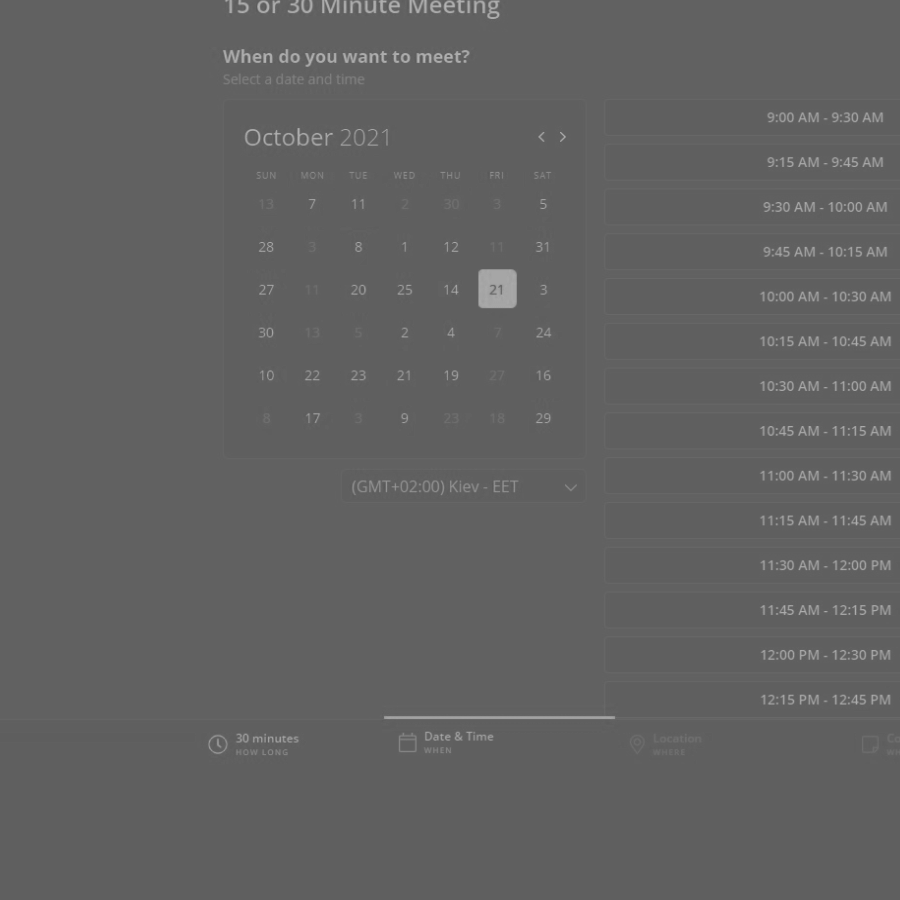 15 or 30 Minute Meeting
When do you want to meet?
Select a date and time
October 2021
SUN MON TUE WED THU FRI SAT
13 7 11 2 30 3 5
28 3 8 1 12 11 31
27 11 20 25 14 21 3
30 13 5 2 4 7 24
10 22 23 21 19 27 16
8 17 3 9 23 18 29
(GMT+02:00) Kiev - EET
9:00 AM - 9:30 AM
9:15 AM - 9:45 AM
9:30 AM - 10:00 AM
9:45 AM - 10:15 AM
10:00 AM - 10:30 AM
10:15 AM - 10:45 AM
10:30 AM - 11:00 AM
10:45 AM - 11:15 AM
11:00 AM - 11:30 AM
11:15 AM - 11:45 AM
11:30 AM - 12:00 PM
11:45 AM - 12:15 PM
12:00 PM - 12:30 PM
12:15 PM - 12:45 PM
30 minutes
HOW LONG
Date & Time
WHEN
Location
WHERE